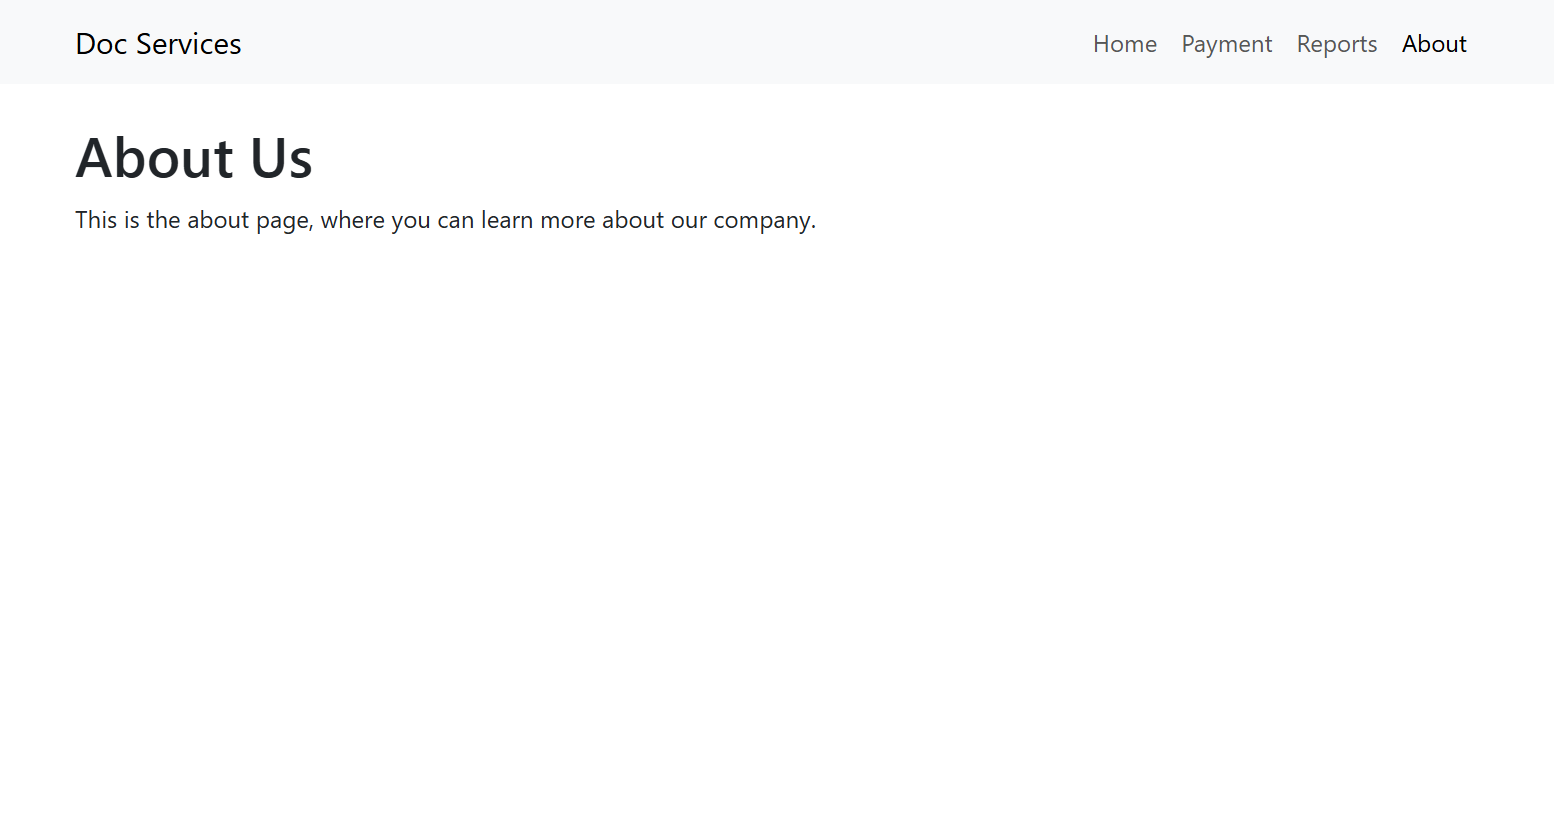 Doc Services
Home Payment Reports About
About Us
This is the about page, where you can learn more about our company.